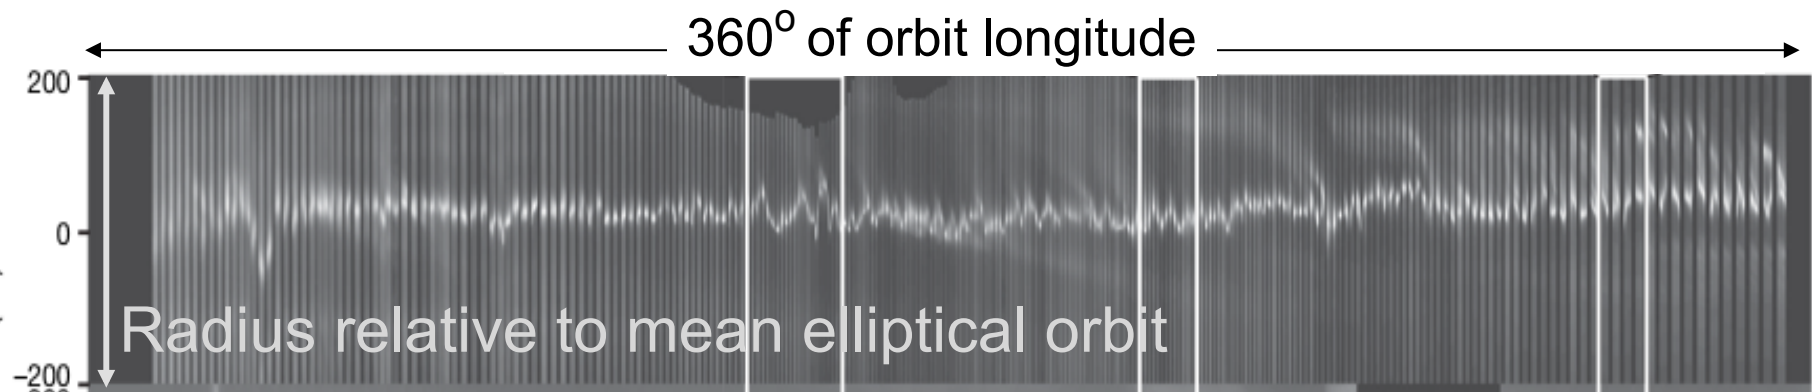 360° of orbit longitude
200
0
Radius relative to mean elliptical orbit
−200